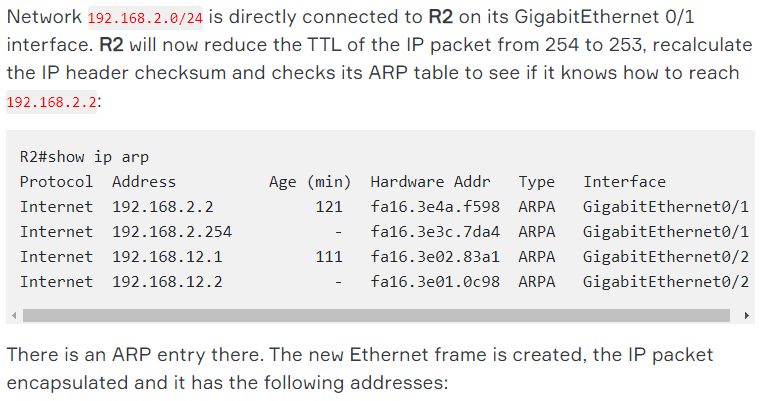 Network 192.168.2.0/24 is directly connected to R2 on its GigabitEthernet 0/1
interface. R2 will now reduce the TTL of the IP packet from 254 to 253, recalculate
the IP header checksum and checks its ARP table to see if it knows how to reach
192.168.2.2:
R2#show ip arp
Protocol  Address          Age (min)  Hardware Addr   Type   Interface
Internet  192.168.2.2           121   fa16.3e4a.f598  ARPA   GigabitEthernet0/1
Internet  192.168.2.254           -   fa16.3e3c.7da4  ARPA   GigabitEthernet0/1
Internet  192.168.12.1          111   fa16.3e02.83a1  ARPA   GigabitEthernet0/2
Internet  192.168.12.2            -   fa16.3e01.0c98  ARPA   GigabitEthernet0/2
There is an ARP entry there. The new Ethernet frame is created, the IP packet
encapsulated and it has the following addresses: